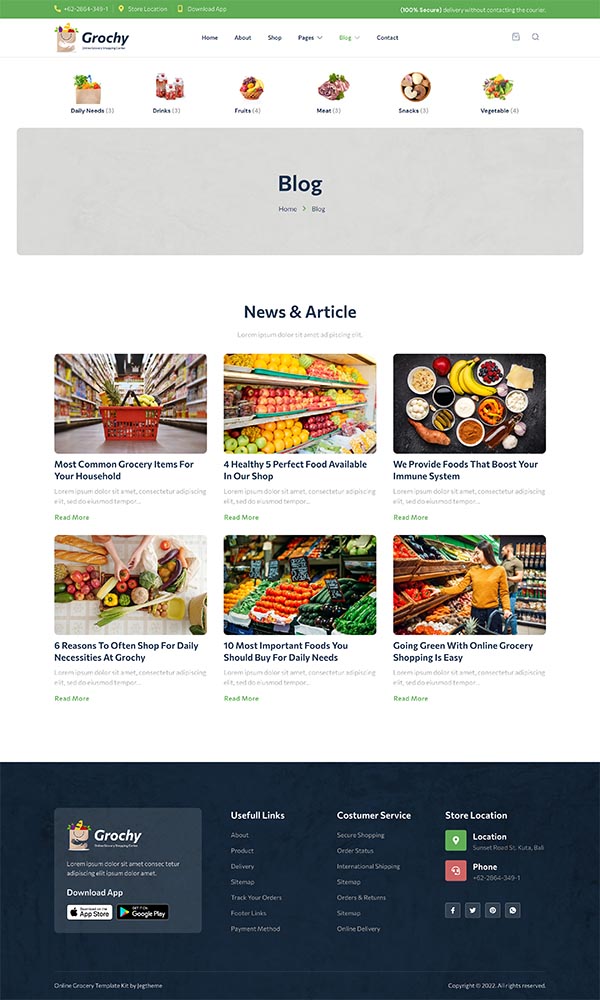 +62-2864-349-1 Store Location Download App (100% Secure) delivery without contacting the courier.
Grochy
Online Grocery Shopping Center
Home About Shop Pages Blog Contact
Daily Needs (3) Drinks (3) Fruits (4) Meat (3) Snacks (3) Vegetable (4)
Blog
Home > Blog
News & Article
Lorem ipsum dolor sit amet adipiscing elit.
Most Common Grocery Items For
Your Household
Lorem ipsum dolor sit amet, consectetur adipiscing
elit, sed do eiusmod tempor...
Read More
4 Healthy 5 Perfect Food Available
In Our Shop
Lorem ipsum dolor sit amet, consectetur adipiscing
elit, sed do eiusmod tempor...
Read More
We Provide Foods That Boost Your
Immune System
Lorem ipsum dolor sit amet, consectetur adipiscing
elit, sed do eiusmod tempor...
Read More
6 Reasons To Often Shop For Daily
Necessities At Grochy
Lorem ipsum dolor sit amet, consectetur adipiscing
elit, sed do eiusmod tempor...
Read More
10 Most Important Foods You
Should Buy For Daily Needs
Lorem ipsum dolor sit amet, consectetur adipiscing
elit, sed do eiusmod tempor...
Read More
Going Green With Online Grocery
Shopping Is Easy
Lorem ipsum dolor sit amet, consectetur adipiscing
elit, sed do eiusmod tempor...
Read More
Grochy
Online Grocery Shopping Center
Lorem ipsum dolor sit amet consec tetur
adipiscing elit dolor sit amet.
Download App
Download on the
App Store
GET IT ON
Google Play
Usefull Links
About
Product
Delivery
Sitemap
Track Your Orders
Footer Links
Payment Method
Costumer Service
Secure Shopping
Order Status
International Shipping
Sitemap
Orders & Returns
Sitemap
Online Delivery
Store Location
Location
Sunset Road St, Kuta, Bali
Phone
+62-2864-349-1
Online Grocery Template Kit by Jegtheme
Copyright © 2022. All rights reserved.